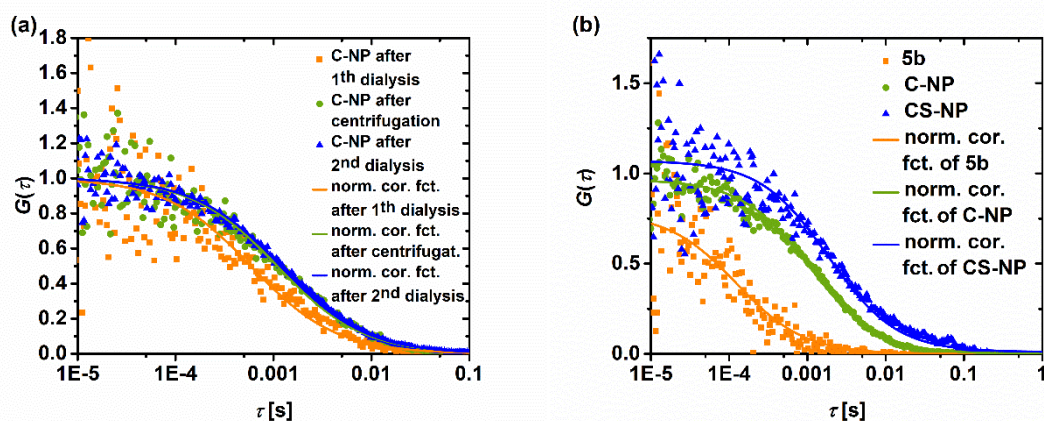 (a)
1.8
1.6
1.4
1.2
1.0
0.8
0.6
0.4
0.2
0.0
G(τ)
C-NP after
1th dialysis
C-NP after
centrifugation
C-NP after
2nd dialysis
norm. cor. fct.
after 1th dialysis.
norm. cor. fct.
after centrifugat.
norm. cor. fct.
after 2nd dialysis.
1E-5 1E-4 0.001 0.01 0.1
τ [s]
(b)
1.5
1.0
0.5
0.0
G(τ)
5b
C-NP
CS-NP
norm. cor.
fct. of 5b
norm. cor.
fct. of C-NP
norm. cor.
fct. of CS-NP
1E-5 1E-4 0.001 0.01 0.1 1
τ [s]